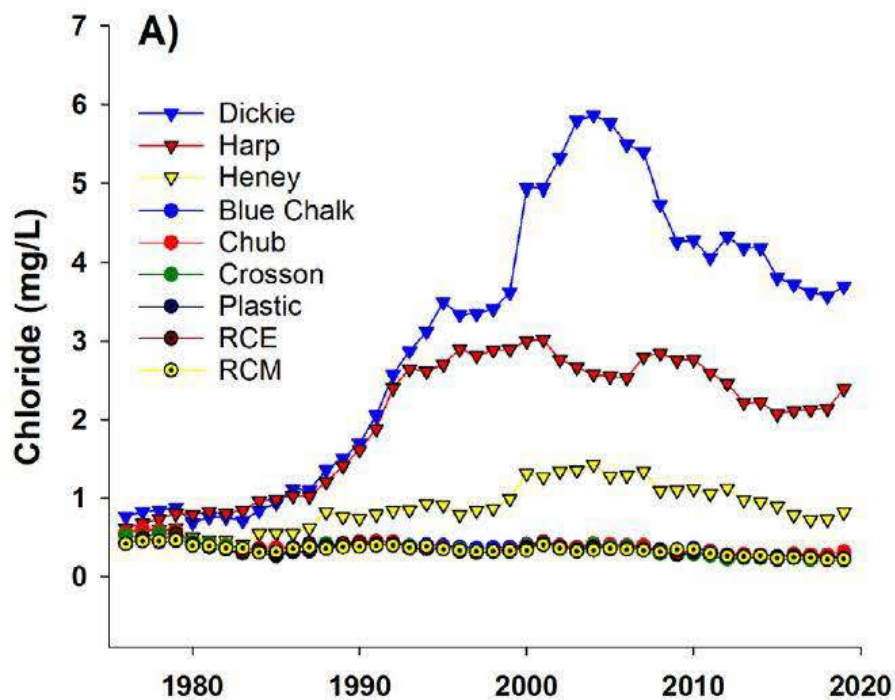 A)
7
6
5
4
3
2
1
0
Chloride (mg/L)
Dickie
Harp
Heney
Blue Chalk
Chub
Crosson
Plastic
RCE
RCM
1980 1990 2000 2010 2020